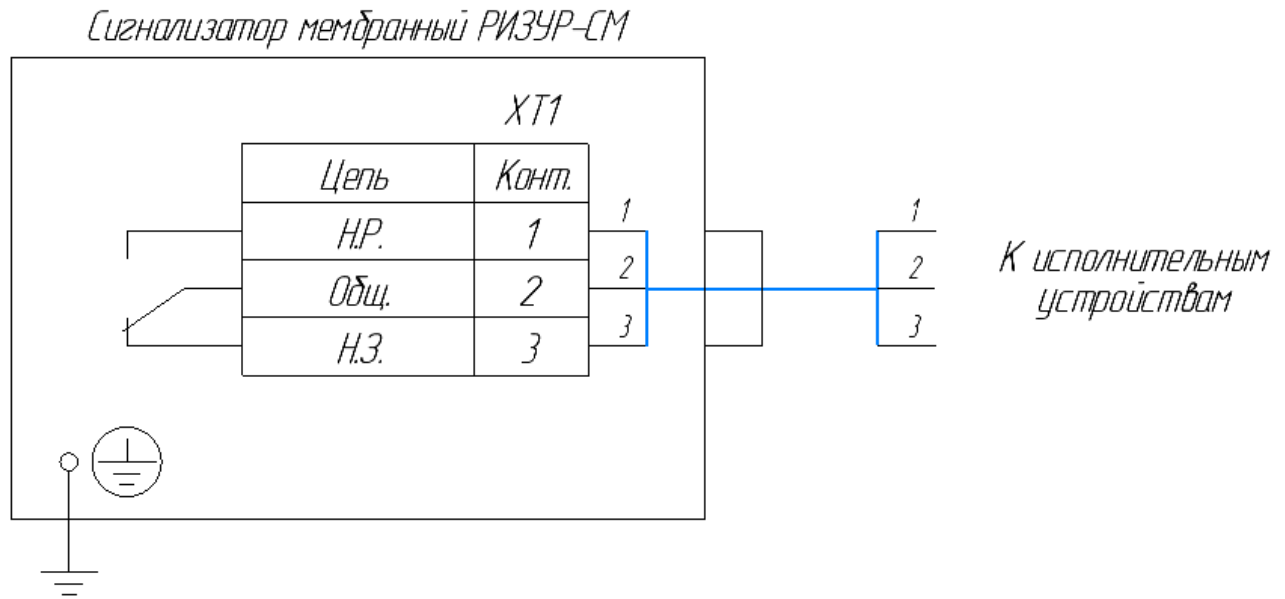 Сигнализатор мембранный РИЗУР-СМ
XT1
Цепь Конт.
Н.Р. 1
Общ. 2
Н.З. 3
1
2
3
1
2
3
К исполнительным
устройствам